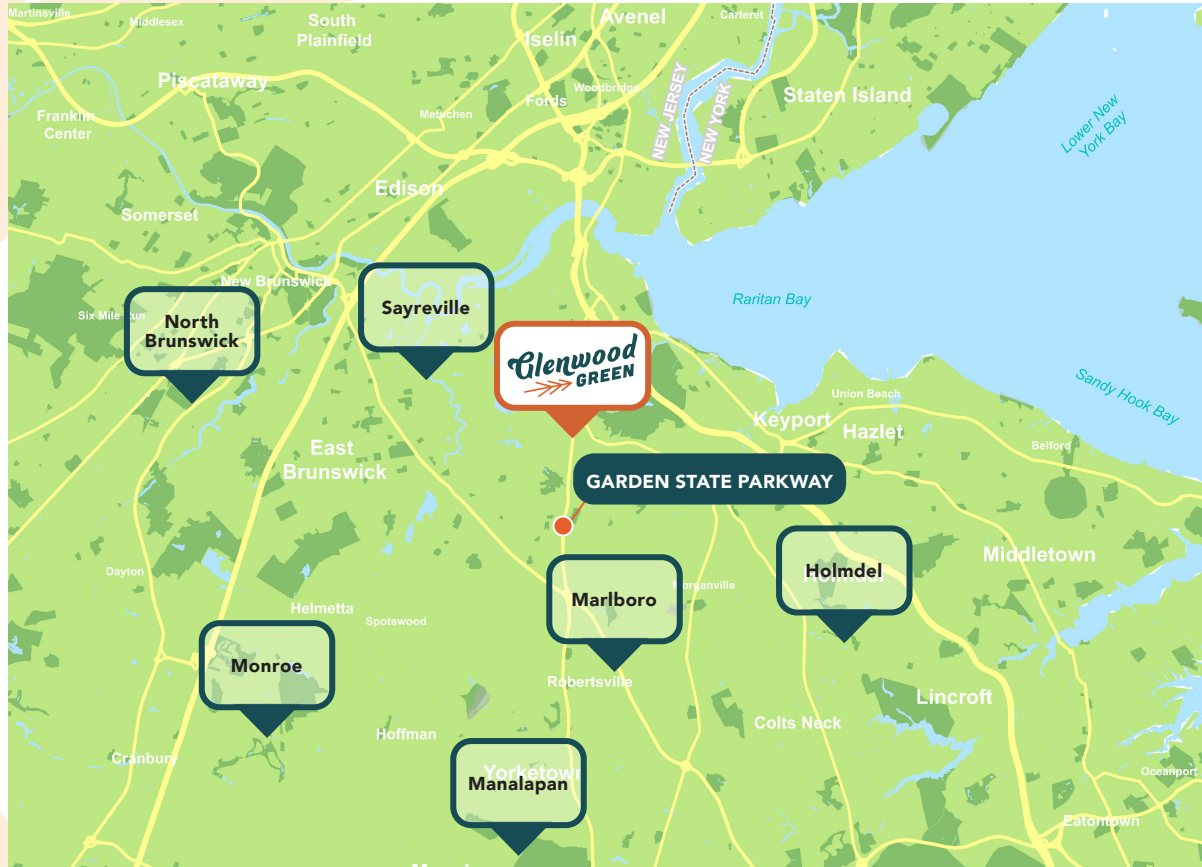 Martinsville
Middlesex
South
Plainfield
Avenel
Carteret
Iselin
Piscataway
Fords
Woodbridge
Staten Island
Franklin
Center
Metuchen
NEW JERSEY
NEW YORK
Lower New
York Bay
Edison
Somerset
New Brunswick
Sayreville
Raritan Bay
Six Mile Run
North
Brunswick
Glenwood
GREEN
Sandy Hook Bay
Union Beach
Keyport
Hazlet
Belford
East
Brunswick
GARDEN STATE PARKWAY
Middletown
Dayton
Holmdel
Holmdel
Morganville
Marlboro
Helmetta
Spotswood
Monroe
Robertsville
Lincroft
Colts Neck
Hoffman
Cranbury
Yorketown
Manalapan
Oceanport
Eatontown